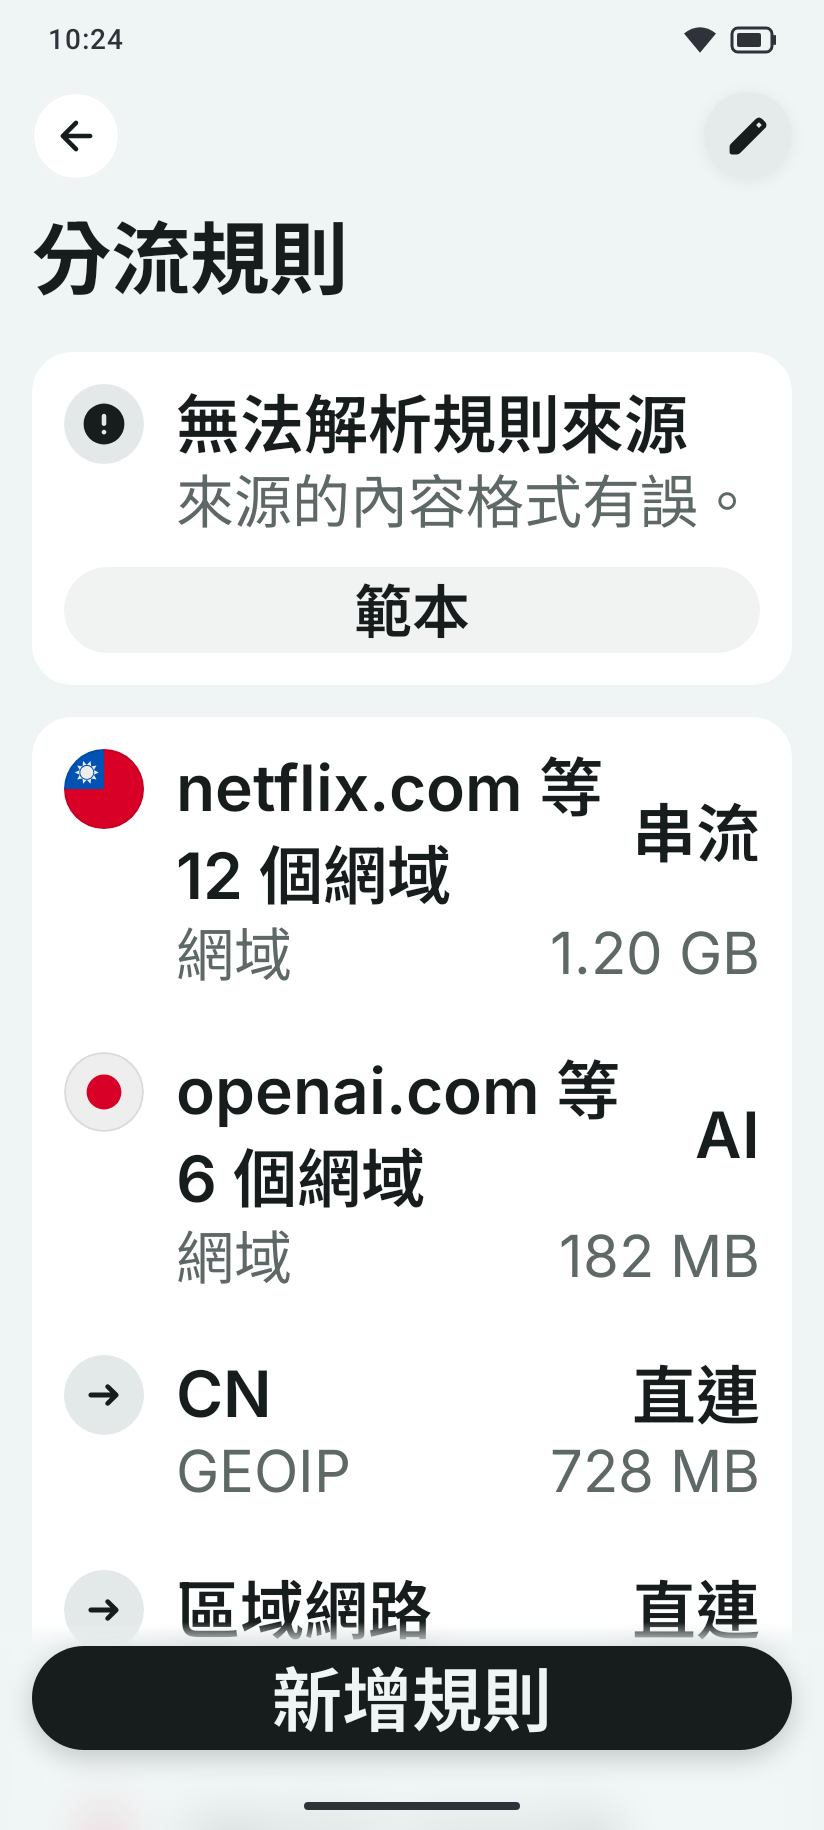 10:24
分流規則
無法解析規則來源
來源的內容格式有誤。
範本
netflix.com 等
12 個網域
串流
網域
1.20 GB
openai.com 等
6 個網域
AI
網域
182 MB
CN
直連
GEOIP
728 MB
區域網路
直連
新增規則